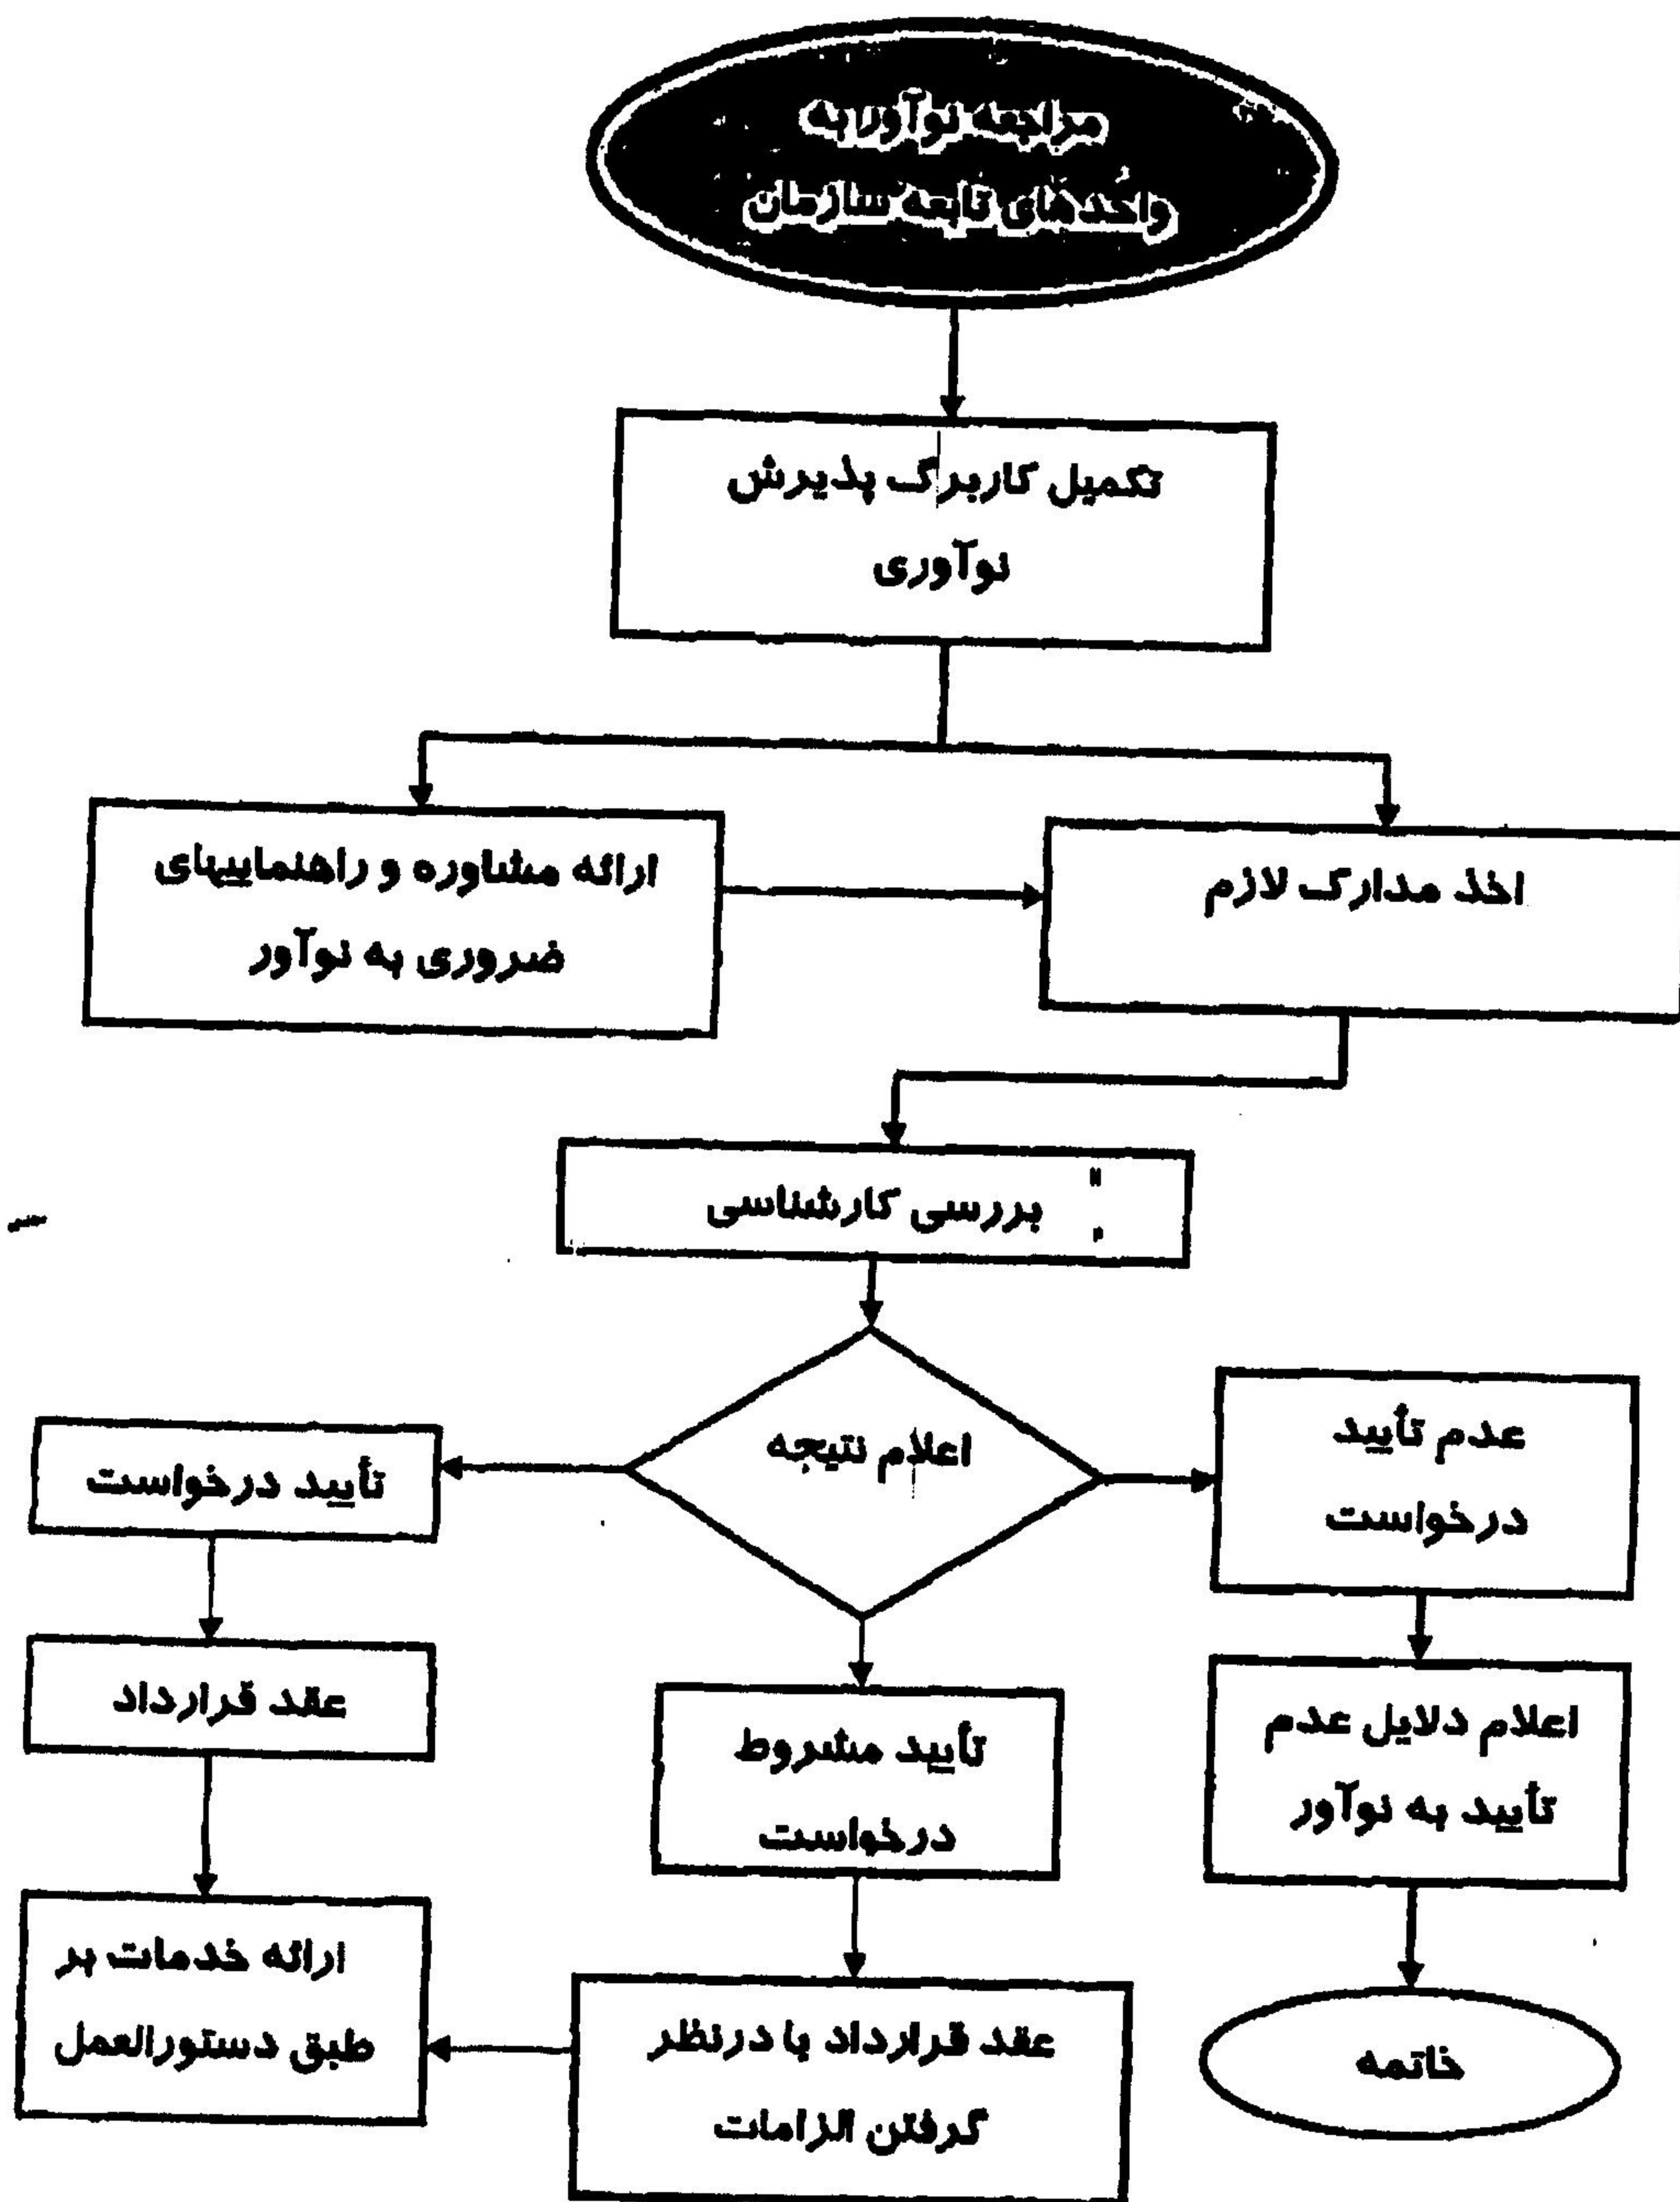 مراجعه نوآور به
واحدهای تابعه سازمان
تکمیل کاربرگ پذیرش
نوآوری
اخذ مدارک لازم
ارائه مشاوره و راهنماییهای
ضروری به نوآور
بررسی کارشناسی
اعلام نتیجه
عدم تأیید
درخواست
تأیید درخواست
اعلام دلایل عدم
تأیید به نوآور
تأیید مشروط
درخواست
عقد قرارداد
خاتمه
عقد قرارداد با درنظر
گرفتن الزامات
ارائه خدمات بر
طبق دستورالعمل